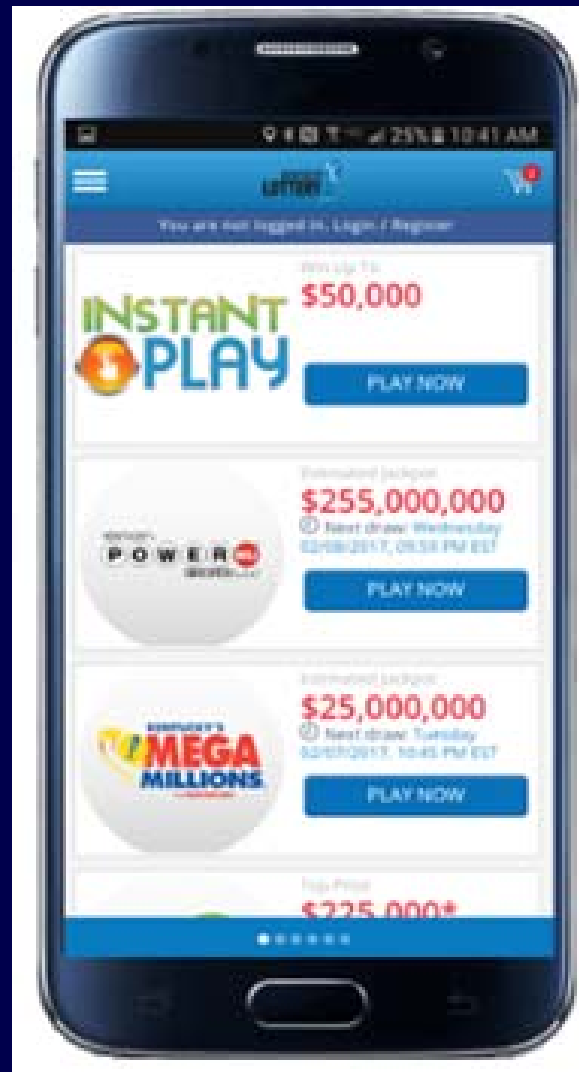 25% 10:41 AM
LOTTERY
You are not logged in. Login / Register
Win Up To
$50,000
INSTANT
PLAY
PLAY NOW
Estimated Jackpot
$255,000,000
Next draw: Wednesday
02/08/2017, 09:59 PM EST
POWER
PLAY NOW
Estimated Jackpot
$25,000,000
Next draw: Tuesday
02/07/2017, 10:45 PM EST
KENTUCKY'S
MEGA
MILLIONS
PLAY NOW
Top Prize
$225,000*